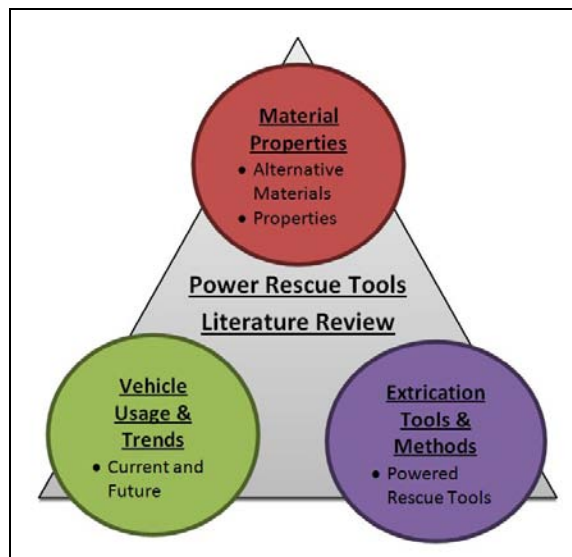 Material
Properties
• Alternative
Materials
• Properties
Power Rescue Tools
Literature Review
Vehicle
Usage &
Trends
• Current and
Future
Extrication
Tools &
Methods
• Powered
Rescue Tools